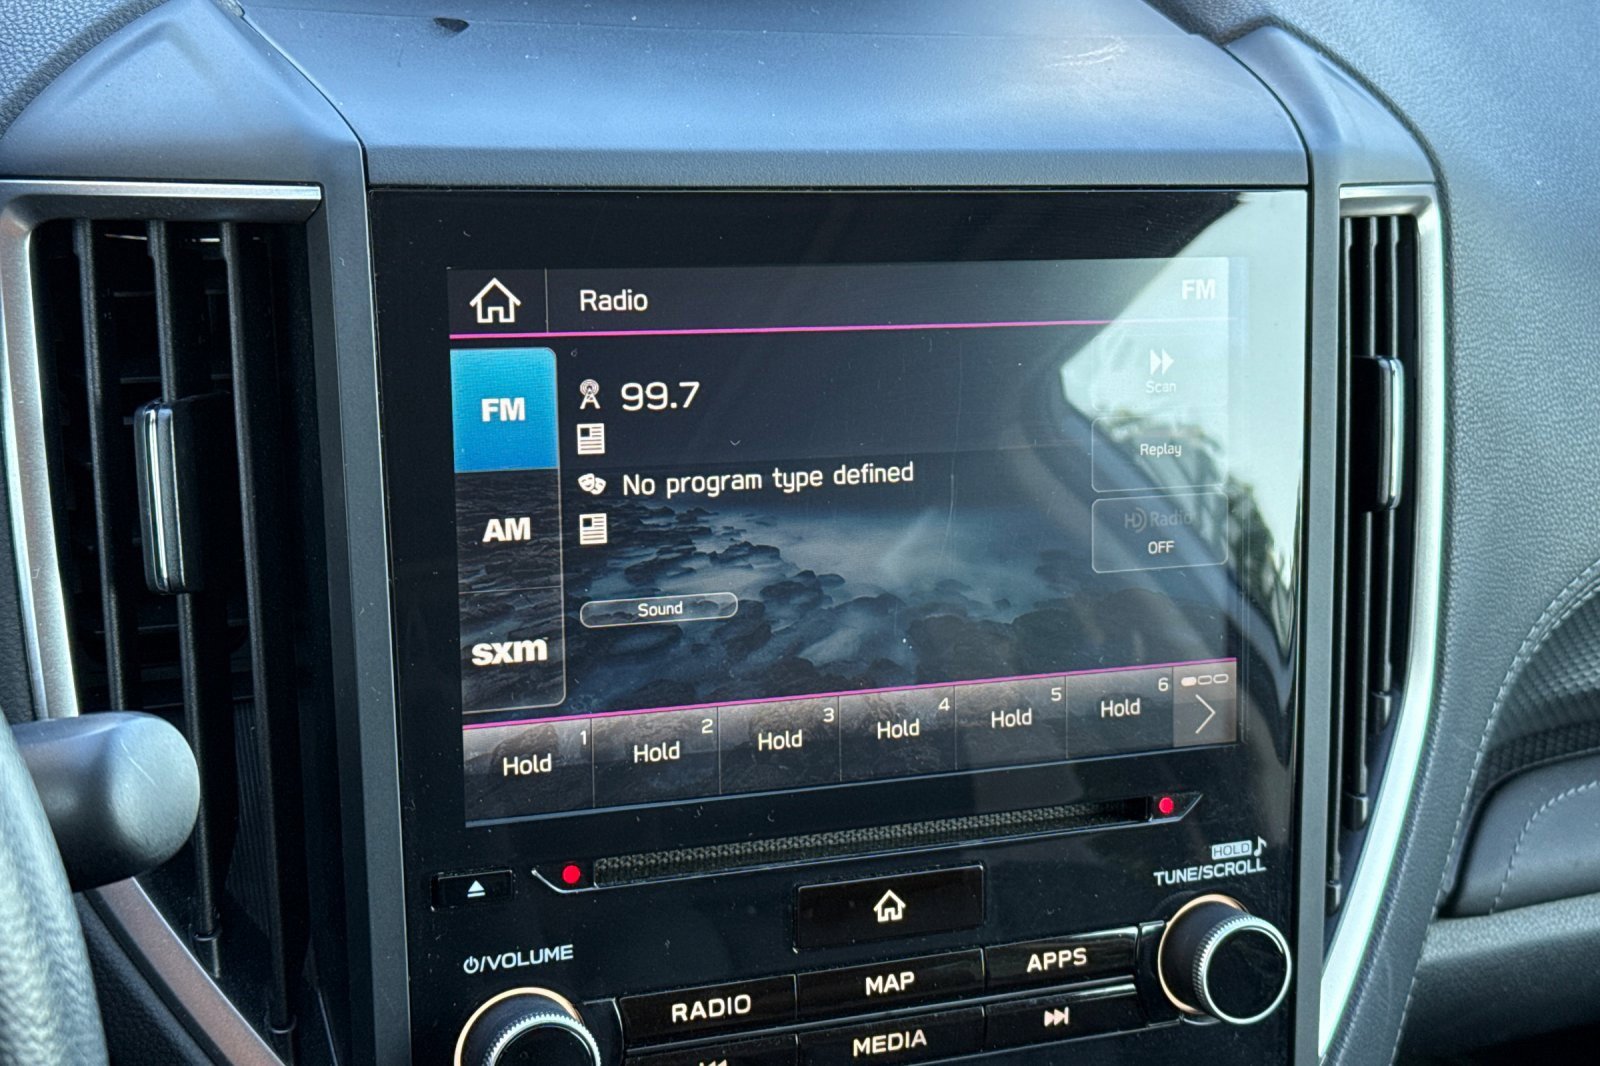 Radio
FM
FM
99.7
Scan
Replay
No program type defined
AM
HD Radio
OFF
Sound
sxm
1 2 3 4 5 6
Hold Hold Hold Hold Hold Hold
HOLD
TUNE/SCROLL
/VOLUME
RADIO MAP APPS
MEDIA